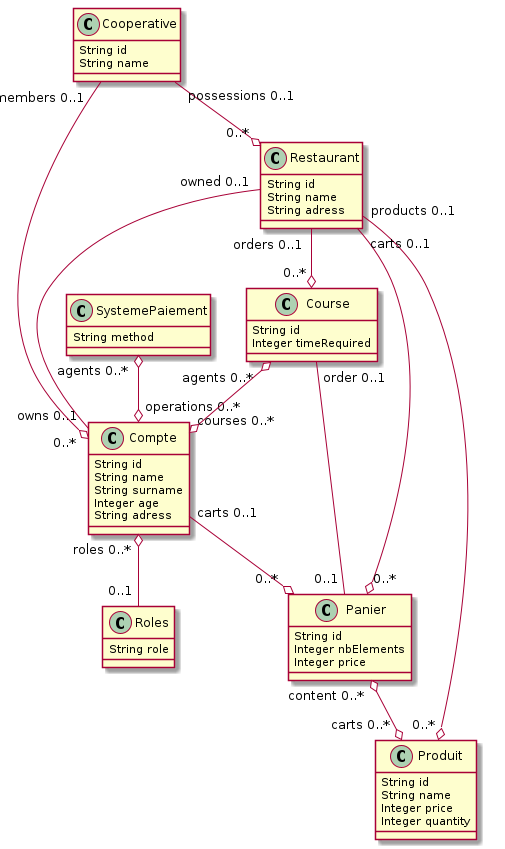 C Cooperative
String id
String name
members 0..1
possessions 0..1
0..*
C Restaurant
String id
String name
String adress
owned 0..1
products 0..1
orders 0..1
carts 0..1
0..*
C SystemePaiement
String method
C Course
String id
Integer timeRequired
agents 0..*
agents 0..*
order 0..1
operations 0..*
owns 0..1
courses 0..*
0..*
C Compte
String id
String name
String surname
Integer age
String adress
carts 0..1
roles 0..*
0..*
0..1
0..*
0..1
C Roles
String role
C Panier
String id
Integer nbElements
Integer price
content 0..*
carts 0..*
0..*
C Produit
String id
String name
Integer price
Integer quantity